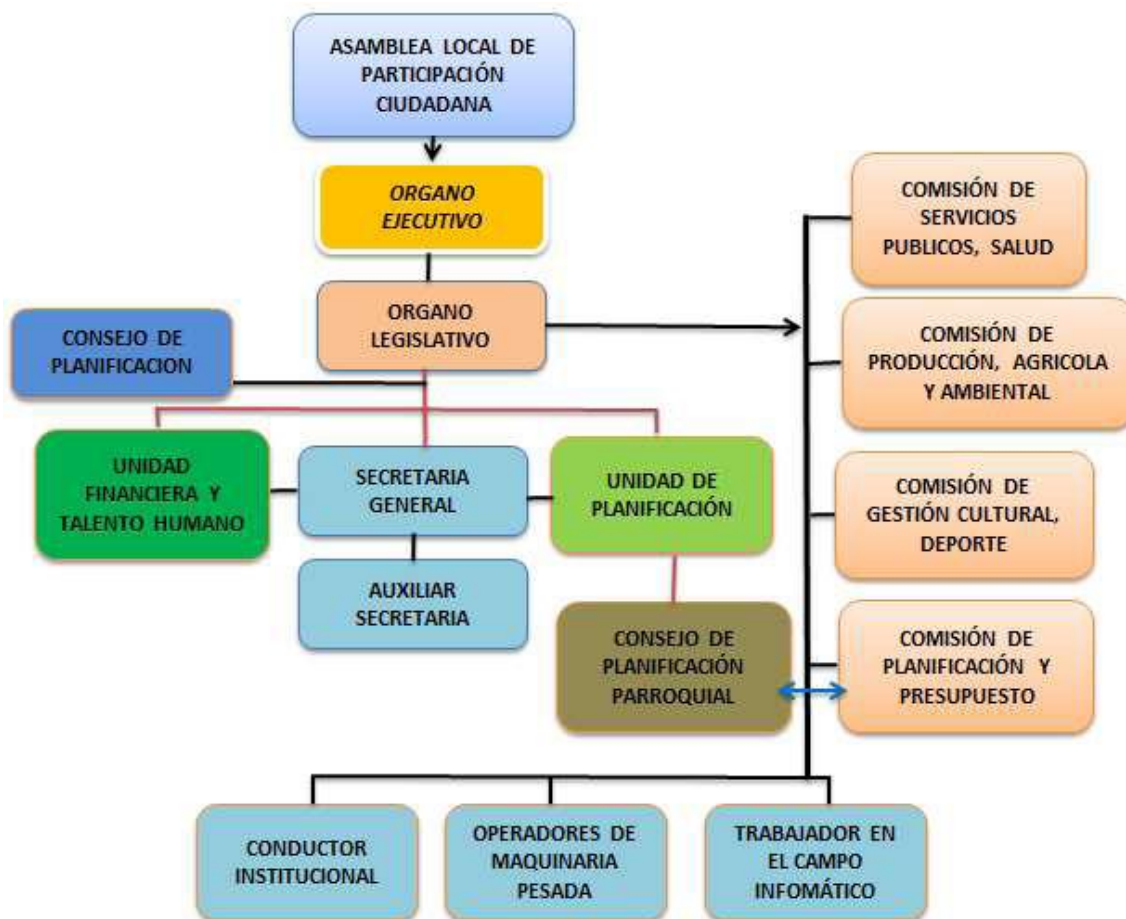 ASAMBLEA LOCAL DE
PARTICIPACIÓN
CIUDADANA
ORGANO
EJECUTIVO
ORGANO
LEGISLATIVO
CONSEJO DE
PLANIFICACION
UNIDAD
FINANCIERA Y
TALENTO HUMANO
SECRETARIA
GENERAL
UNIDAD DE
PLANIFICACIÓN
AUXILIAR
SECRETARIA
CONSEJO DE
PLANIFICACIÓN
PARROQUIAL
COMISIÓN DE
SERVICIOS
PUBLICOS, SALUD
COMISIÓN DE
PRODUCCIÓN, AGRICOLA
Y AMBIENTAL
COMISIÓN DE
GESTIÓN CULTURAL,
DEPORTE
COMISIÓN DE
PLANIFICACIÓN Y
PRESUPUESTO
CONDUCTOR
INSTITUCIONAL
OPERADORES DE
MAQUINARIA
PESADA
TRABAJADOR EN
EL CAMPO
INFOMÁTICO